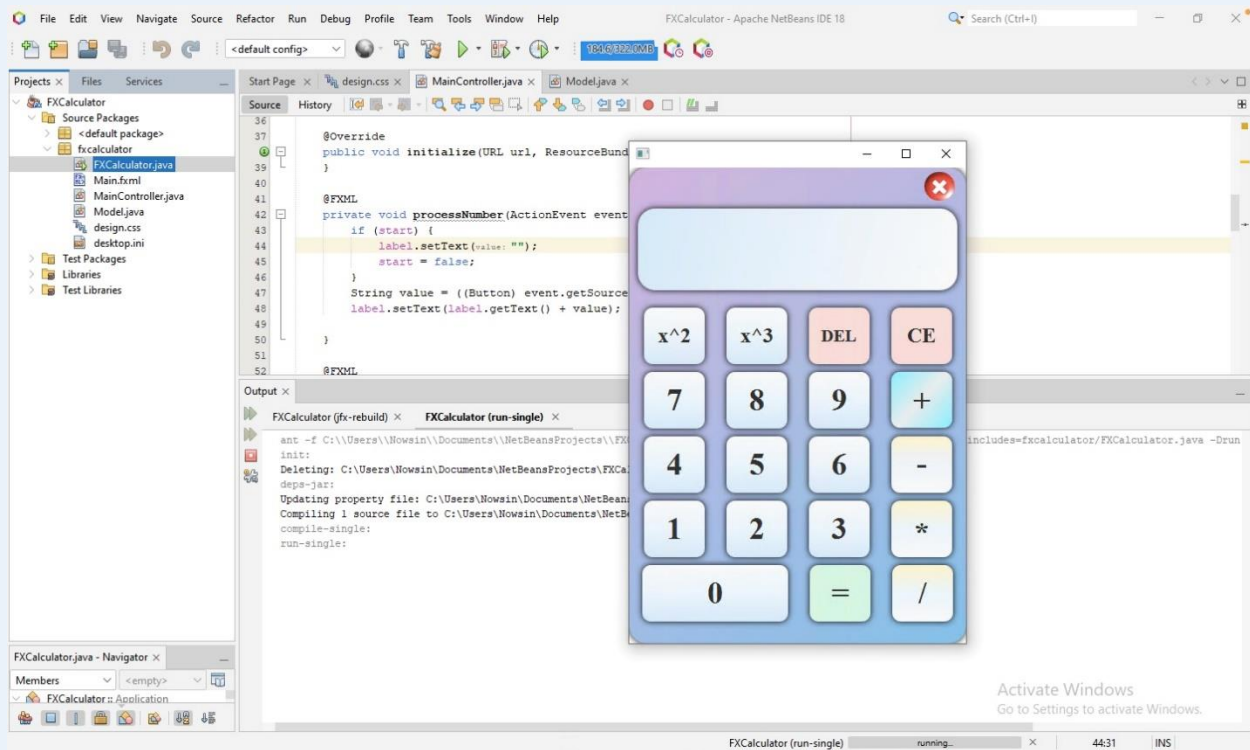 File Edit View Navigate Source Refactor Run Debug Profile Team Tools Window Help FXCalculator - Apache NetBeans IDE 18 Search (Ctrl+I)
<default config> 184.6/322.0MB
Projects Files Services
FXCalculator
Source Packages
<default package>
fxcalculator
FXCalculator.java
Main.fxml
MainController.java
Model.java
design.css
desktop.ini
Test Packages
Libraries
Test Libraries
Start Page design.css MainController.java Model.java
Source History
36
37 @Override
public void initialize(URL url, ResourceBund
39 }
40
41 @FXML
42 private void processNumber(ActionEvent event
43 if (start) {
44 label.setText(value: "");
45 start = false;
46 }
47 String value = ((Button) event.getSource
48 label.setText(label.getText() + value);
49
50 }
51
52 @FXML
Output
FXCalculator (jfx-rebuild) FXCalculator (run-single)
ant -f C:\\Users\\Nowsin\\Documents\\NetBeansProjects\\FX includes=fxcalculator/FXCalculator.java -Drun
init:
Deleting: C:\Users\Nowsin\Documents\NetBeansProjects\FXCa
deps-jar:
Updating property file: C:\Users\Nowsin\Documents\NetBean
Compiling 1 source file to C:\Users\Nowsin\Documents\NetB
compile-single:
run-single:
x^2 x^3 DEL CE
7 8 9 +
4 5 6 -
1 2 3 *
0 = /
FXCalculator.java - Navigator
Members <empty>
FXCalculator :: Application
Activate Windows
Go to Settings to activate Windows.
FXCalculator (run-single) running... 44:31 INS